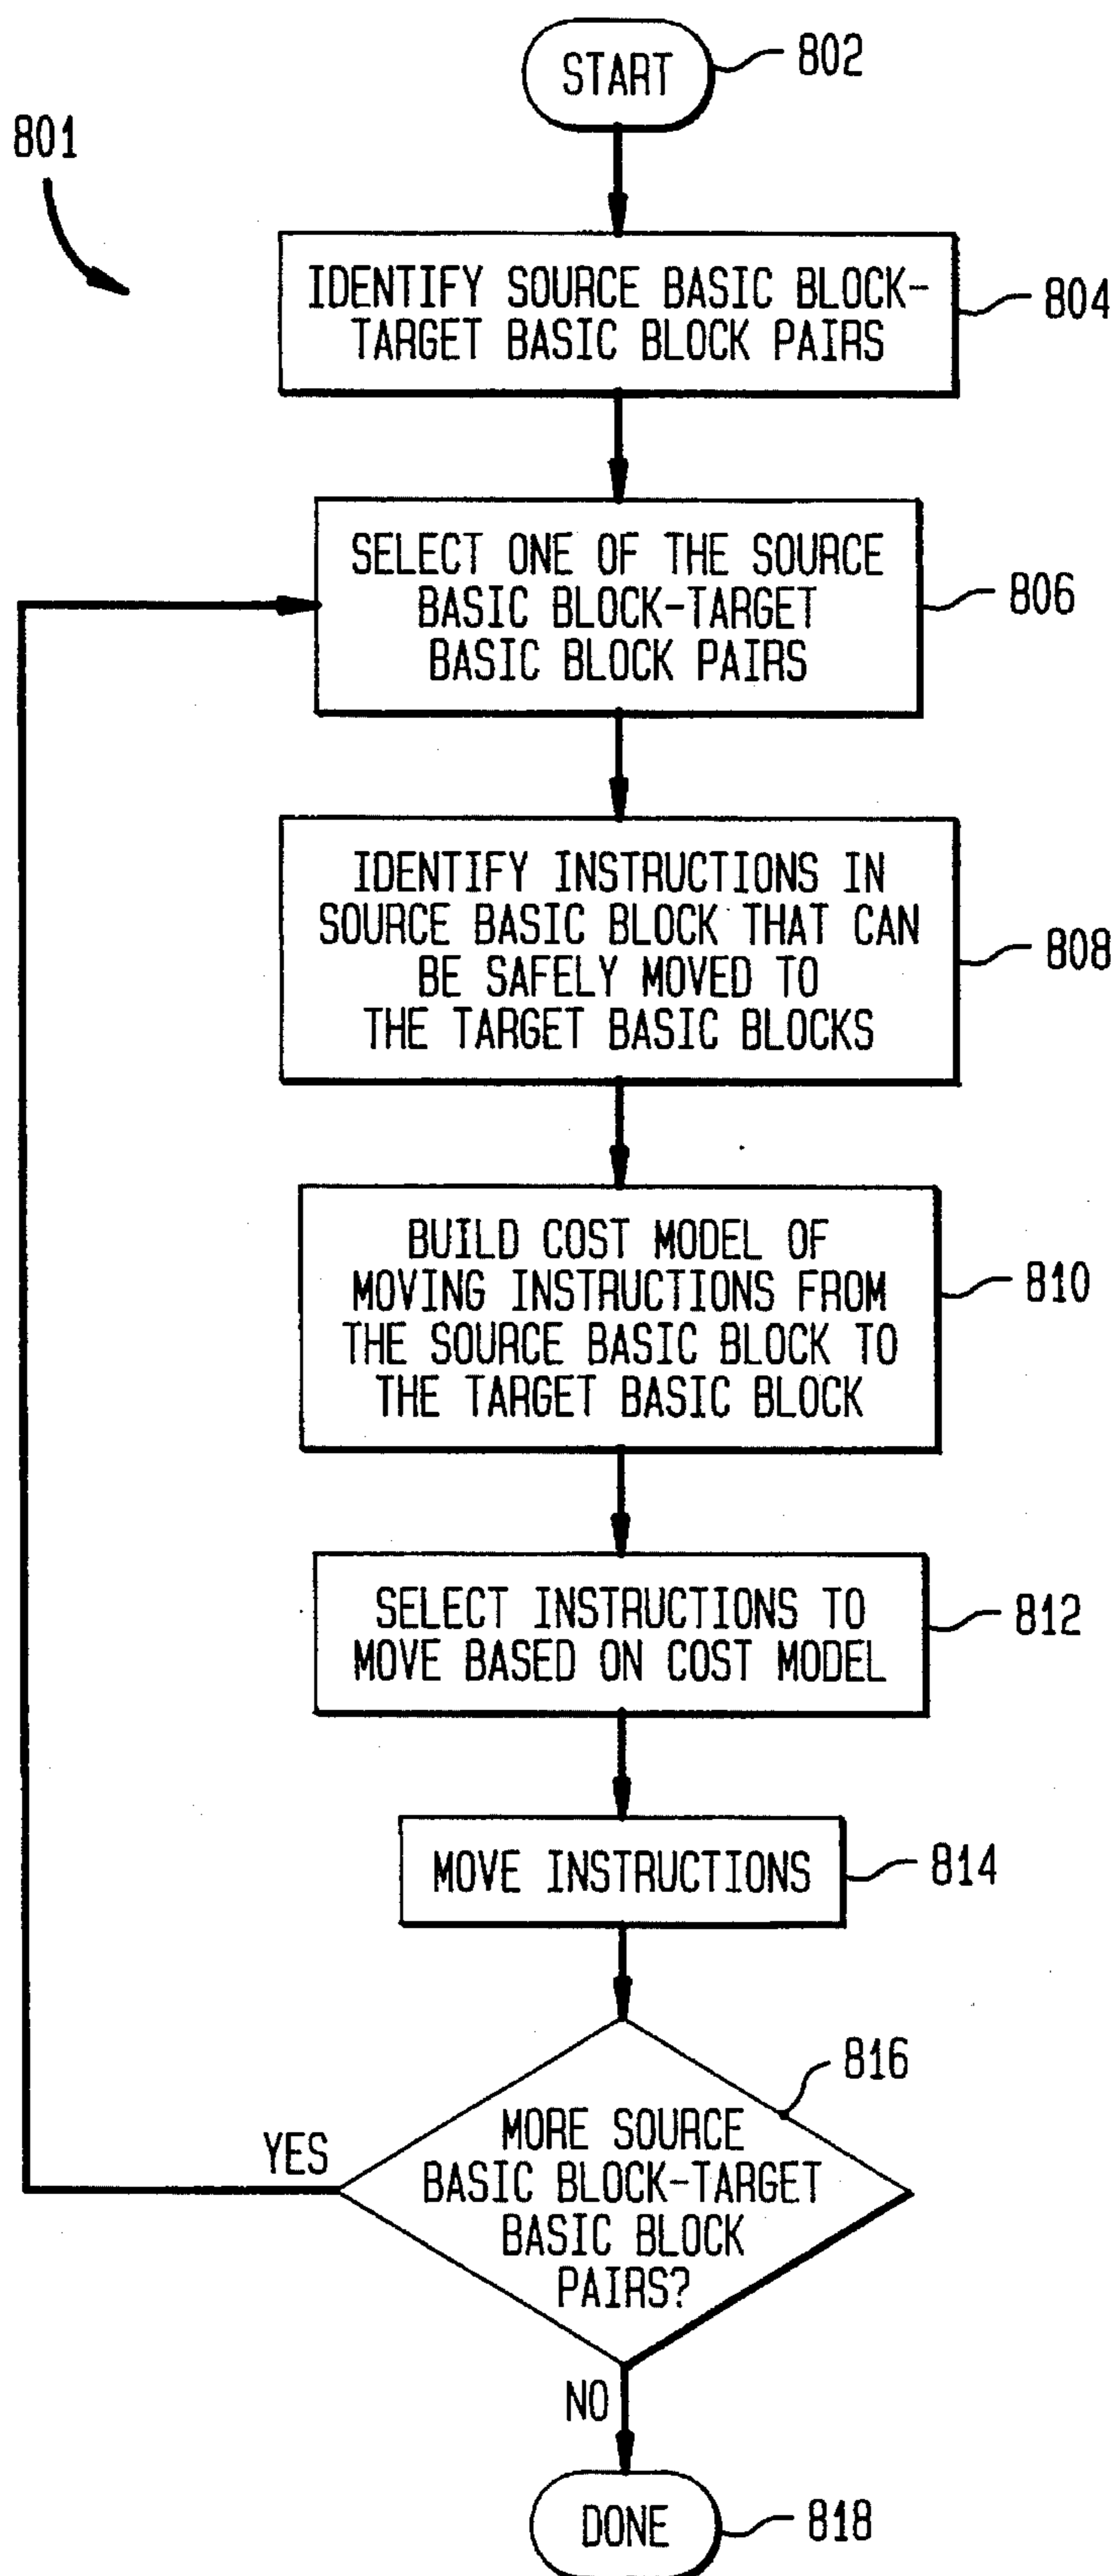 START
802
801
IDENTIFY SOURCE BASIC BLOCK-
TARGET BASIC BLOCK PAIRS
804
SELECT ONE OF THE SOURCE
BASIC BLOCK-TARGET
BASIC BLOCK PAIRS
806
IDENTIFY INSTRUCTIONS IN
SOURCE BASIC BLOCK THAT CAN
BE SAFELY MOVED TO
THE TARGET BASIC BLOCKS
808
BUILD COST MODEL OF
MOVING INSTRUCTIONS FROM
THE SOURCE BASIC BLOCK TO
THE TARGET BASIC BLOCK
810
SELECT INSTRUCTIONS TO
MOVE BASED ON COST MODEL
812
MOVE INSTRUCTIONS
814
816
MORE SOURCE
BASIC BLOCK-TARGET
BASIC BLOCK
PAIRS?
YES
NO
DONE
818